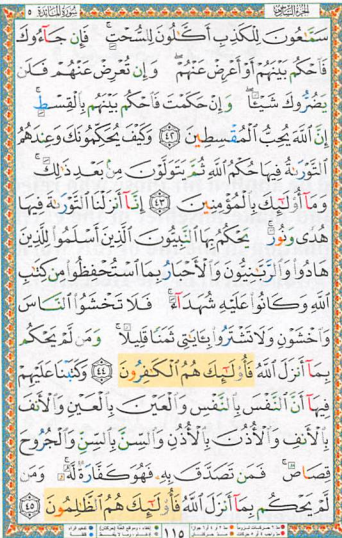 الجزء السادس سورة المائدة ٥
سَمَّٰعُونَ لِلْكَذِبِ أَكَّٰلُونَ لِلسُّحْتِ ۚ فَإِن جَآءُوكَ
فَٱحْكُم بَيْنَهُمْ أَوْ أَعْرِضْ عَنْهُمْ ۖ وَإِن تُعْرِضْ عَنْهُمْ فَلَن
يَضُرُّوكَ شَيْـًٔا ۖ وَإِنْ حَكَمْتَ فَٱحْكُم بَيْنَهُم بِٱلْقِسْطِ ۚ
إِنَّ ٱللَّهَ يُحِبُّ ٱلْمُقْسِطِينَ ٤٢ وَكَيْفَ يُحَكِّمُونَكَ وَعِندَهُمُ
ٱلتَّوْرَىٰةُ فِيهَا حُكْمُ ٱللَّهِ ثُمَّ يَتَوَلَّوْنَ مِنۢ بَعْدِ ذَٰلِكَ ۚ
وَمَآ أُو۟لَٰٓئِكَ بِٱلْمُؤْمِنِينَ ٤٣ إِنَّآ أَنزَلْنَا ٱلتَّوْرَىٰةَ فِيهَا
هُدًى وَنُورٌ ۚ يَحْكُمُ بِهَا ٱلنَّبِيُّونَ ٱلَّذِينَ أَسْلَمُوا۟ لِلَّذِينَ
هَادُوا۟ وَٱلرَّبَّٰنِيُّونَ وَٱلْأَحْبَارُ بِمَا ٱسْتُحْفِظُوا۟ مِن كِتَٰبِ
ٱللَّهِ وَكَانُوا۟ عَلَيْهِ شُهَدَآءَ ۚ فَلَا تَخْشَوُا۟ ٱلنَّاسَ
وَٱخْشَوْنِ وَلَا تَشْتَرُوا۟ بِـَٔايَٰتِى ثَمَنًا قَلِيلًا ۚ وَمَن لَّمْ يَحْكُم
بِمَآ أَنزَلَ ٱللَّهُ فَأُو۟لَٰٓئِكَ هُمُ ٱلْكَٰفِرُونَ ٤٤ وَكَتَبْنَا عَلَيْهِمْ
فِيهَآ أَنَّ ٱلنَّفْسَ بِٱلنَّفْسِ وَٱلْعَيْنَ بِٱلْعَيْنِ وَٱلْأَنفَ
بِٱلْأَنفِ وَٱلْأُذُنَ بِٱلْأُذُنِ وَٱلسِّنَّ بِٱلسِّنِّ وَٱلْجُرُوحَ
قِصَاصٌ ۚ فَمَن تَصَدَّقَ بِهِۦ فَهُوَ كَفَّارَةٌ لَّهُۥ ۚ وَمَن
لَّمْ يَحْكُم بِمَآ أَنزَلَ ٱللَّهُ فَأُو۟لَٰٓئِكَ هُمُ ٱلظَّٰلِمُونَ ٤٥
١١٥